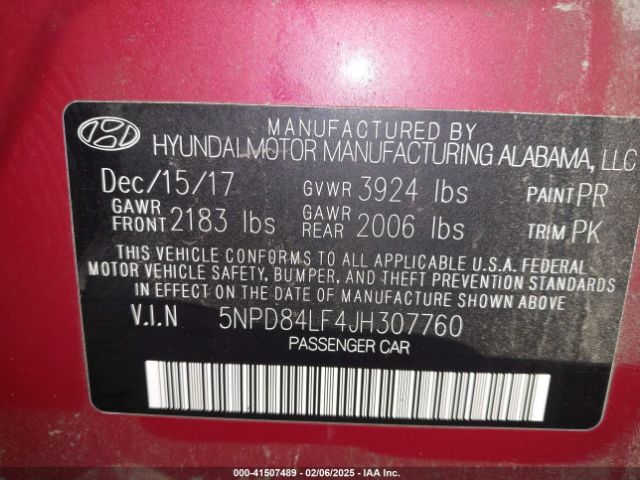 MANUFACTURED BY
HYUNDAI MOTOR MANUFACTURING ALABAMA, LLC
Dec/15/17 GVWR 3924 lbs PAINT PR
GAWR FRONT 2183 lbs GAWR REAR 2006 lbs TRIM PK
THIS VEHICLE CONFORMS TO ALL APPLICABLE U.S.A. FEDERAL
MOTOR VEHICLE SAFETY, BUMPER, AND THEFT PREVENTION STANDARDS
IN EFFECT ON THE DATE OF MANUFACTURE SHOWN ABOVE.
V.I.N 5NPD84LF4JH307760
PASSENGER CAR
000-41507489 - 02/06/2025 - IAA Inc.